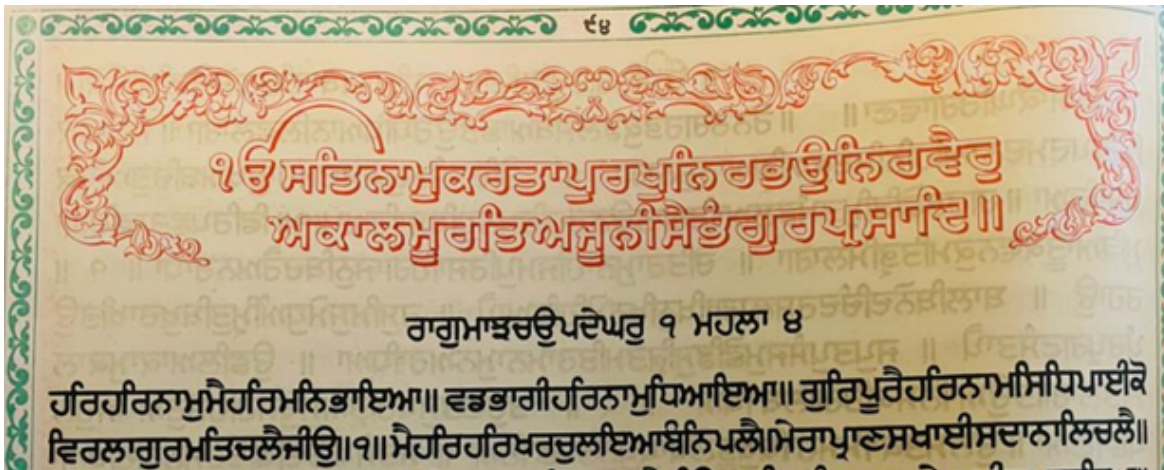 ੯੪
ੴ ਸਤਿਨਾਮੁਕਰਤਾਪੁਰਖੁਨਿਰਭਉਨਿਰਵੈਰੁ
ਅਕਾਲਮੂਰਤਿਅਜੂਨੀਸੈਭੰਗੁਰਪ੍ਰਸਾਦਿ॥
ਰਾਗੁਮਾਝਚਉਪਦੇਘਰੁ ੧ ਮਹਲਾ ੪
ਹਰਿਹਰਿਨਾਮੁਮੈਹਰਿਮਨਿਭਾਇਆ॥ ਵਡਭਾਗੀਹਰਿਨਾਮੁਧਿਆਇਆ॥ ਗੁਰਿਪੂਰੈਹਰਿਨਾਮਸਿਧਿਪਾਈਕੋ
ਵਿਰਲਾਗੁਰਮਤਿਚਲੈਜੀਉ॥੧॥ਮੈਹਰਿਹਰਿਖਰਚੁਲਇਆਬੰਨਿਪਲੈ॥ਮੇਰਾਪ੍ਰਾਣਸਖਾਈਸਦਾਨਾਲਿਚਲੈ॥